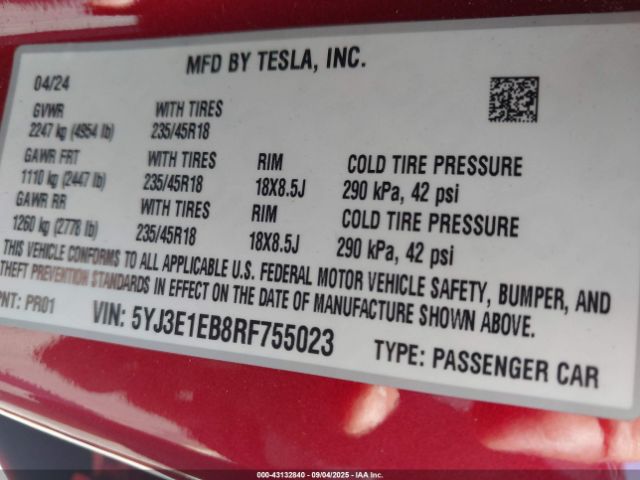 MFD BY TESLA, INC.
04/24
GVWR WITH TIRES
2247 kg (4954 lb) 235/45R18
GAWR FRT WITH TIRES RIM COLD TIRE PRESSURE
1110 kg (2447 lb) 235/45R18 18X8.5J 290 kPa, 42 psi
GAWR RR WITH TIRES RIM COLD TIRE PRESSURE
1260 kg (2778 lb) 235/45R18 18X8.5J 290 kPa, 42 psi
THIS VEHICLE CONFORMS TO ALL APPLICABLE U.S. FEDERAL MOTOR VEHICLE SAFETY, BUMPER, AND
THEFT PREVENTION STANDARDS IN EFFECT ON THE DATE OF MANUFACTURE SHOWN ABOVE.
PNT: PR01 VIN: 5YJ3E1EB8RF755023 TYPE: PASSENGER CAR
000-43132840 - 09/04/2025 - IAA, Inc.